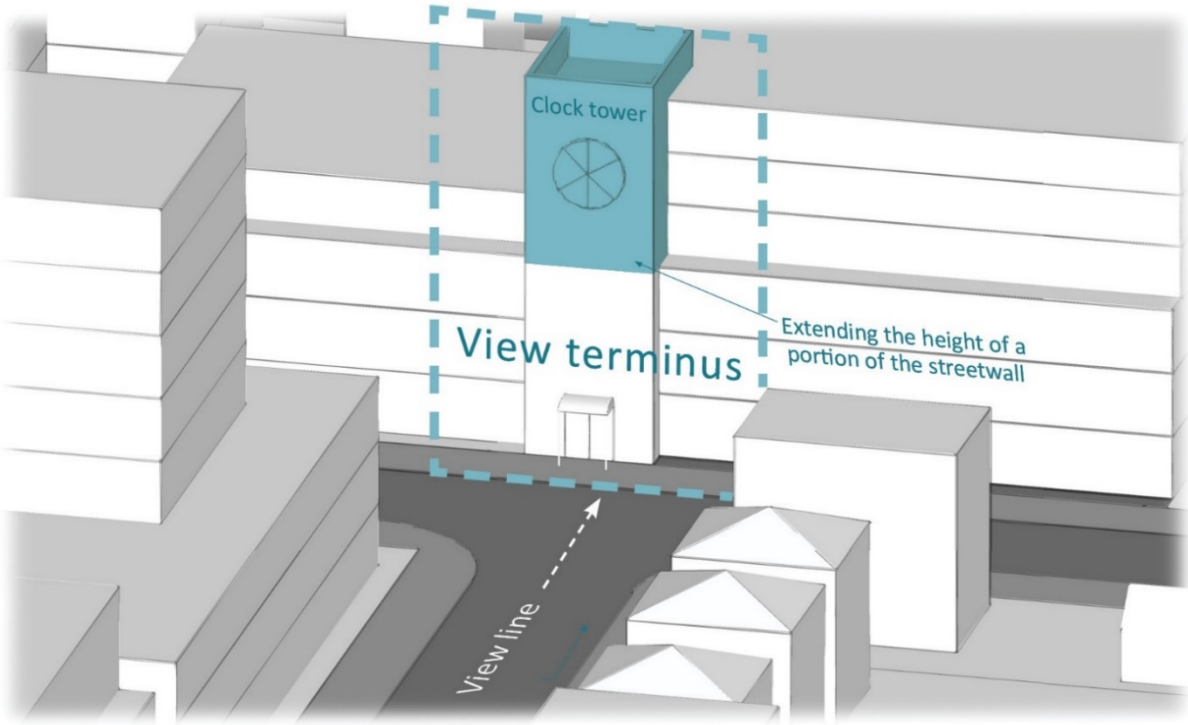 Clock tower
View terminus
Extending the height of a
portion of the streetwall
View line